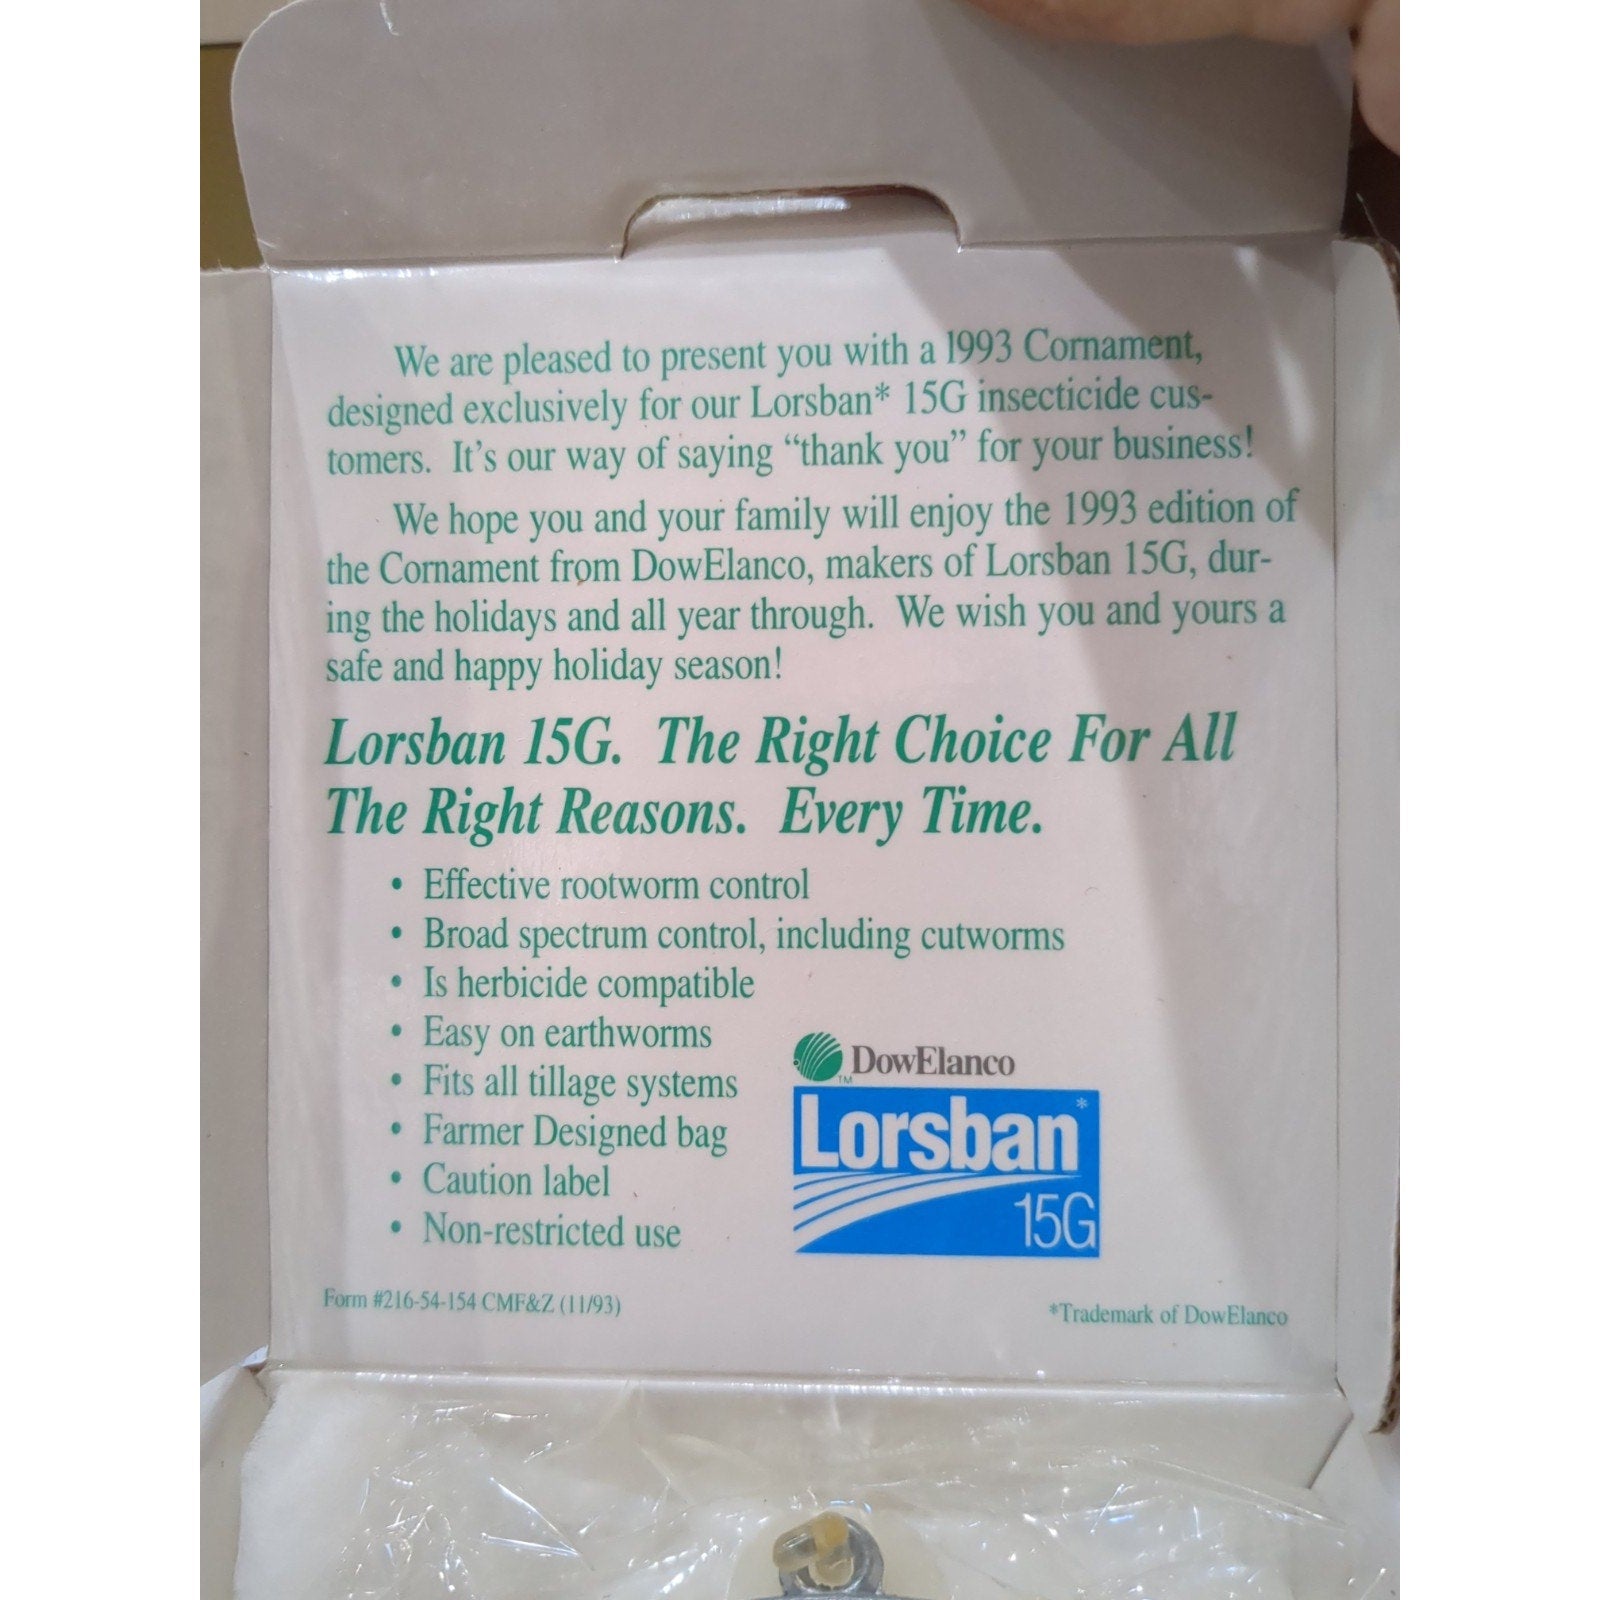 We are pleased to present you with a 1993 Cornament,
designed exclusively for our Lorsban* 15G insecticide cus-
tomers. It's our way of saying “thank you” for your business!
We hope you and your family will enjoy the 1993 edition of
the Cornament from DowElanco, makers of Lorsban 15G, dur-
ing the holidays and all year through. We wish you and yours a
safe and happy holiday season!
Lorsban 15G. The Right Choice For All
The Right Reasons. Every Time.
• Effective rootworm control
• Broad spectrum control, including cutworms
• Is herbicide compatible
• Easy on earthworms
• Fits all tillage systems
• Farmer Designed bag
• Caution label
• Non-restricted use
TM DowElanco
Lorsban*
15G
Form #216-54-154 CMF&Z (11/93)
*Trademark of DowElanco